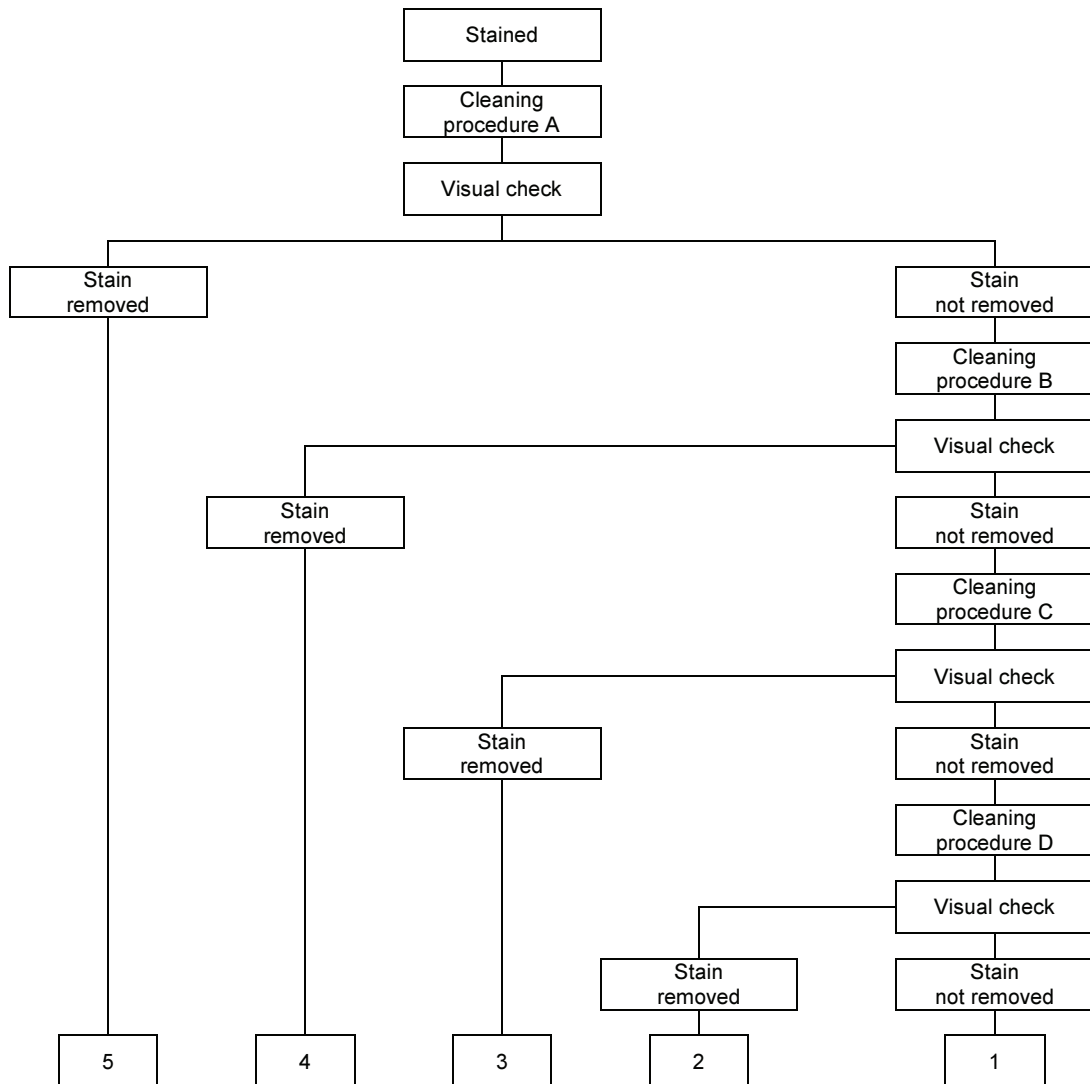 Stained
Cleaning
procedure A
Visual check
Stain
removed
Stain
not removed
Cleaning
procedure B
Visual check
Stain
removed
Stain
not removed
Cleaning
procedure C
Visual check
Stain
removed
Stain
not removed
Cleaning
procedure D
Visual check
Stain
removed
Stain
not removed
5
4
3
2
1